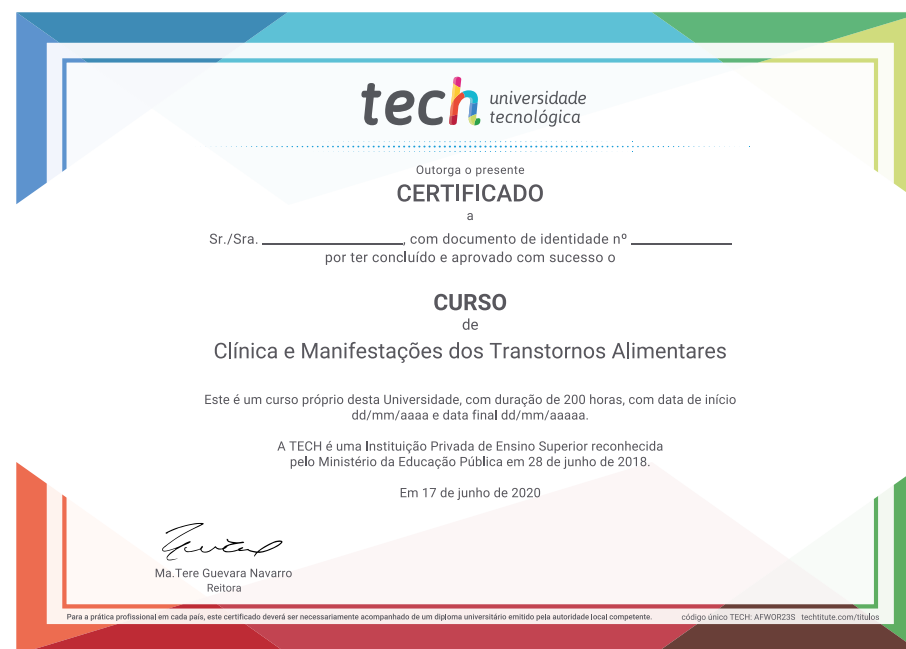 tech universidade
tecnológica
Outorga o presente
CERTIFICADO
a
Sr./Sra. ____________, com documento de identidade nº ____________
por ter concluído e aprovado com sucesso o
CURSO
de
Clínica e Manifestações dos Transtornos Alimentares
Este é um curso próprio desta Universidade, com duração de 200 horas, com data de início
dd/mm/aaaa e data final dd/mm/aaaaa.
A TECH é uma Instituição Privada de Ensino Superior reconhecida
pelo Ministério da Educação Pública em 28 de junho de 2018.
Em 17 de junho de 2020
Ma.Tere Guevara Navarro
Reitora
Para a prática profissional em cada país, este certificado deverá ser necessariamente acompanhado de um diploma universitário emitido pela autoridade local competente. código único TECH: AFWOR23S techtitute.com/titulos